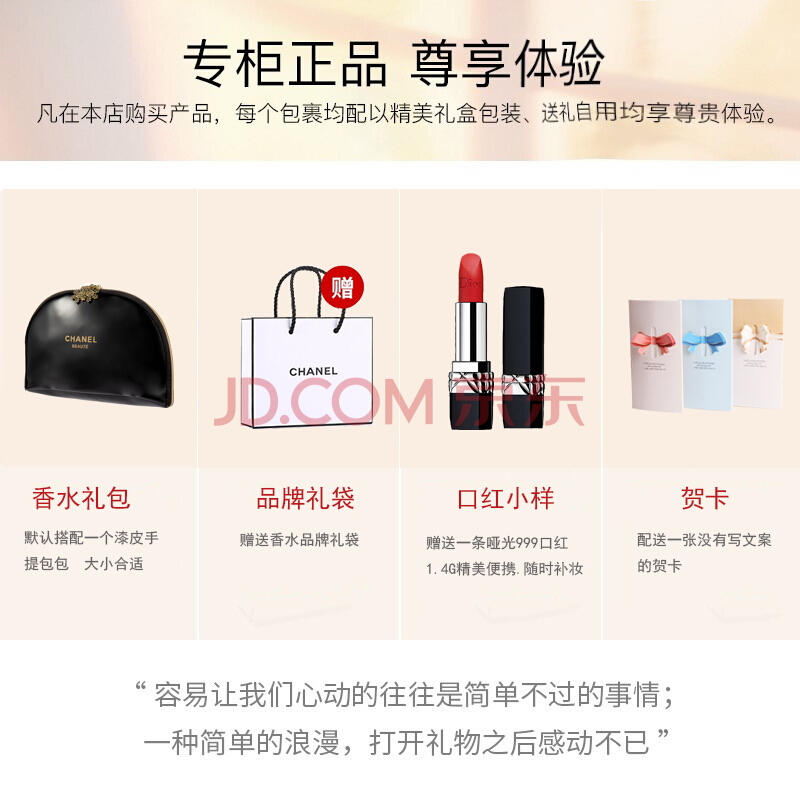 专柜正品 尊享体验
凡在本店购买产品，每个包裹均配以精美礼盒包装、送礼自用均享尊贵体验。
CHANEL
BEAUTÉ
赠
CHANEL
Dior
JD.COM 京东
香水礼包
默认搭配一个漆皮手
提包包 大小合适
品牌礼袋
赠送香水品牌礼袋
口红小样
赠送一条哑光999口红
1.4G精美便携.随时补妆
贺卡
配送一张没有写文案
的贺卡
“ 容易让我们心动的往往是简单不过的事情；
一种简单的浪漫，打开礼物之后感动不已 ”